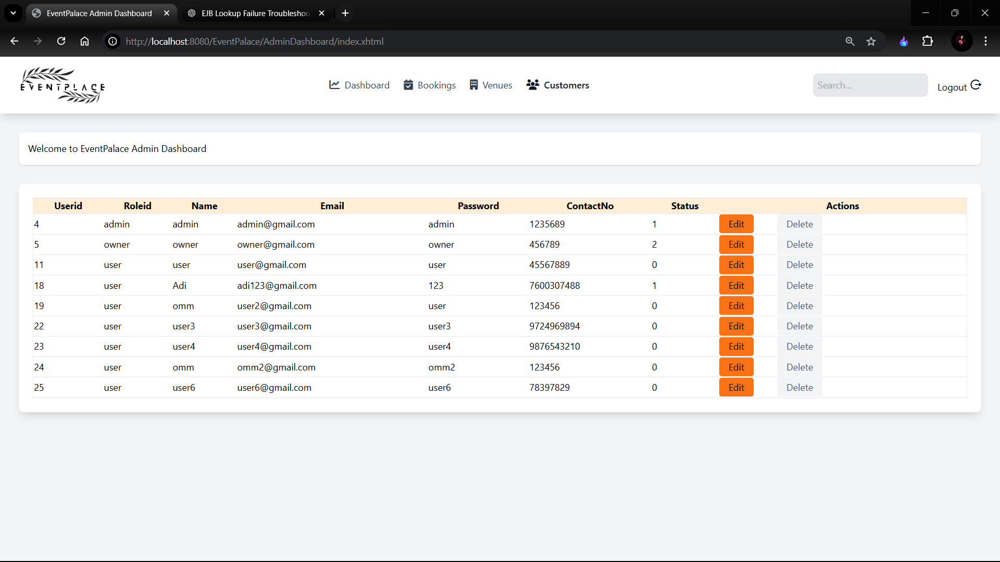 EventPalace Admin Dashboard
EJB Lookup Failure Troubleshoo
http://localhost:8080/EventPalace/AdminDashboard/index.xhtml
EVENTPLACE
Dashboard Bookings Venues Customers
Search...
Logout
Welcome to EventPalace Admin Dashboard
Userid Roleid Name Email Password ContactNo Status Actions
4 admin admin admin@gmail.com admin 1235689 1 Edit Delete
5 owner owner owner@gmail.com owner 456789 2 Edit Delete
11 user user user@gmail.com user 45567889 0 Edit Delete
18 user Adi adi123@gmail.com 123 7600307488 1 Edit Delete
19 user omm user2@gmail.com user 123456 0 Edit Delete
22 user user3 user3@gmail.com user3 9724969894 0 Edit Delete
23 user user4 user4@gmail.com user4 9876543210 0 Edit Delete
24 user omm omm2@gmail.com omm2 123456 0 Edit Delete
25 user user6 user6@gmail.com user6 78397829 0 Edit Delete